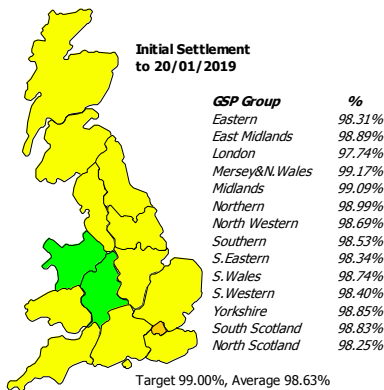 Initial Settlement
to 20/01/2019
GSP Group %
Eastern 98.31%
East Midlands 98.89%
London 97.74%
Mersey&N.Wales 99.17%
Midlands 99.09%
Northern 98.99%
North Western 98.69%
Southern 98.53%
S.Eastern 98.34%
S.Wales 98.74%
S.Western 98.40%
Yorkshire 98.85%
South Scotland 98.83%
North Scotland 98.25%
Target 99.00%, Average 98.63%